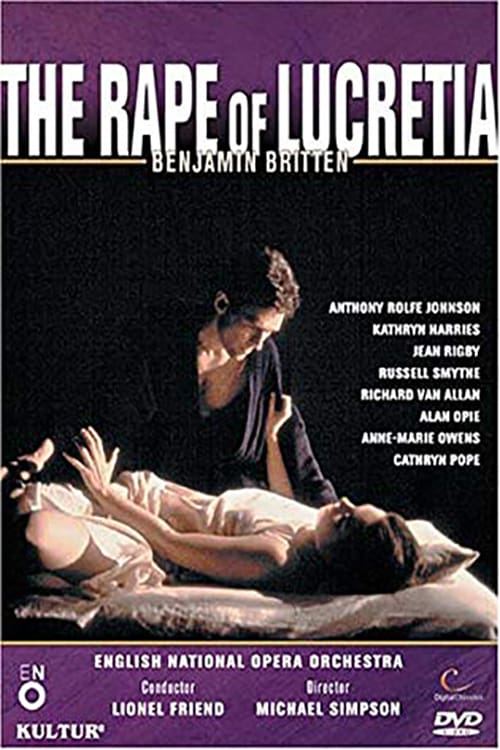 THE RAPE OF LUCRETIA
BENJAMIN BRITTEN
ANTHONY ROLFE JOHNSON
KATHRYN HARRIES
JEAN RIGBY
RUSSELL SMYTHE
RICHARD VAN ALLAN
ALAN OPIE
ANNE-MARIE OWENS
CATHRYN POPE
ENGLISH NATIONAL OPERA ORCHESTRA
Conductor Director
LIONEL FRIEND MICHAEL SIMPSON
ENO
KULTUR®
DigitalClassics
DVD
VIDEO